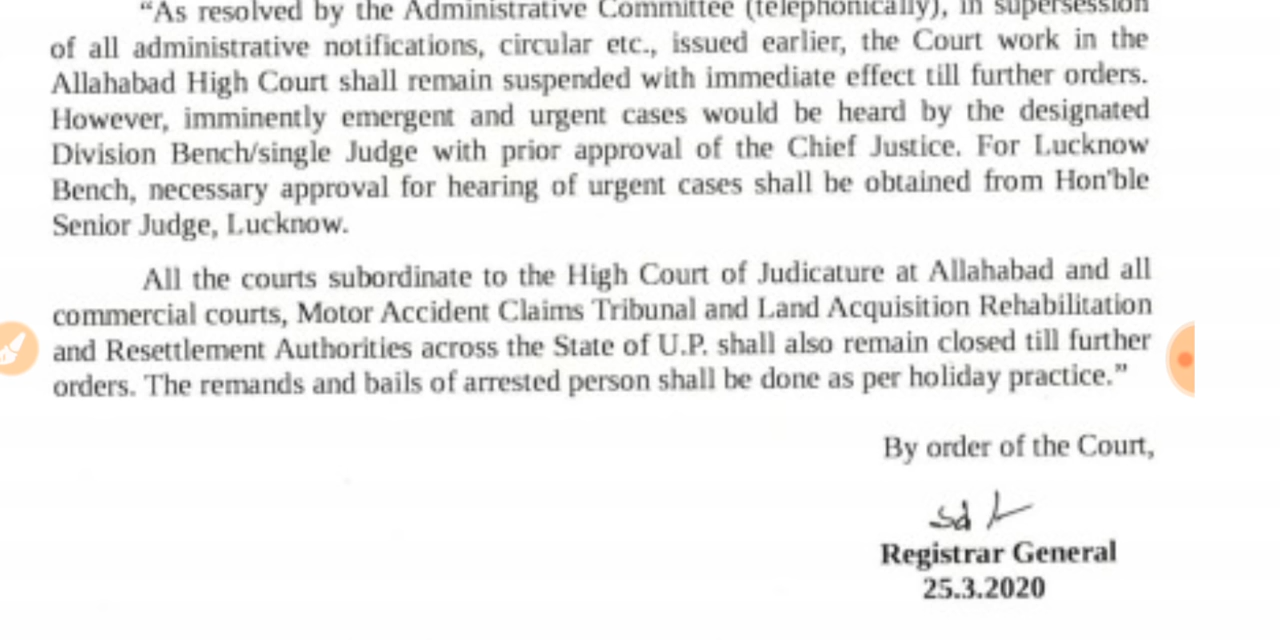 “As resolved by the Administrative Committee (telephonically), in supersession
of all administrative notifications, circular etc., issued earlier, the Court work in the
Allahabad High Court shall remain suspended with immediate effect till further orders.
However, imminently emergent and urgent cases would be heard by the designated
Division Bench/single Judge with prior approval of the Chief Justice. For Lucknow
Bench, necessary approval for hearing of urgent cases shall be obtained from Hon'ble
Senior Judge, Lucknow.
All the courts subordinate to the High Court of Judicature at Allahabad and all
commercial courts, Motor Accident Claims Tribunal and Land Acquisition Rehabilitation
and Resettlement Authorities across the State of U.P. shall also remain closed till further
orders. The remands and bails of arrested person shall be done as per holiday practice.”
By order of the Court,
Sd
Registrar General
25.3.2020